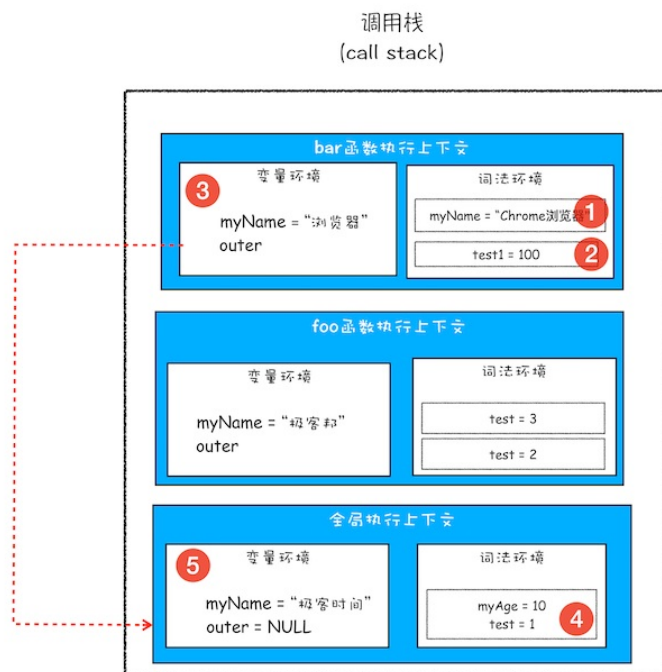 调用栈
(call stack)
bar函数执行上下文
变量环境
3
myName = “浏览器”
outer
词法环境
myName = “Chrome浏览器”
1
test1 = 100
2
foo函数执行上下文
变量环境
myName = “极客邦”
outer
词法环境
test = 3
test = 2
全局执行上下文
5
变量环境
myName = “极客时间”
outer = NULL
词法环境
myAge = 10
test = 1
4